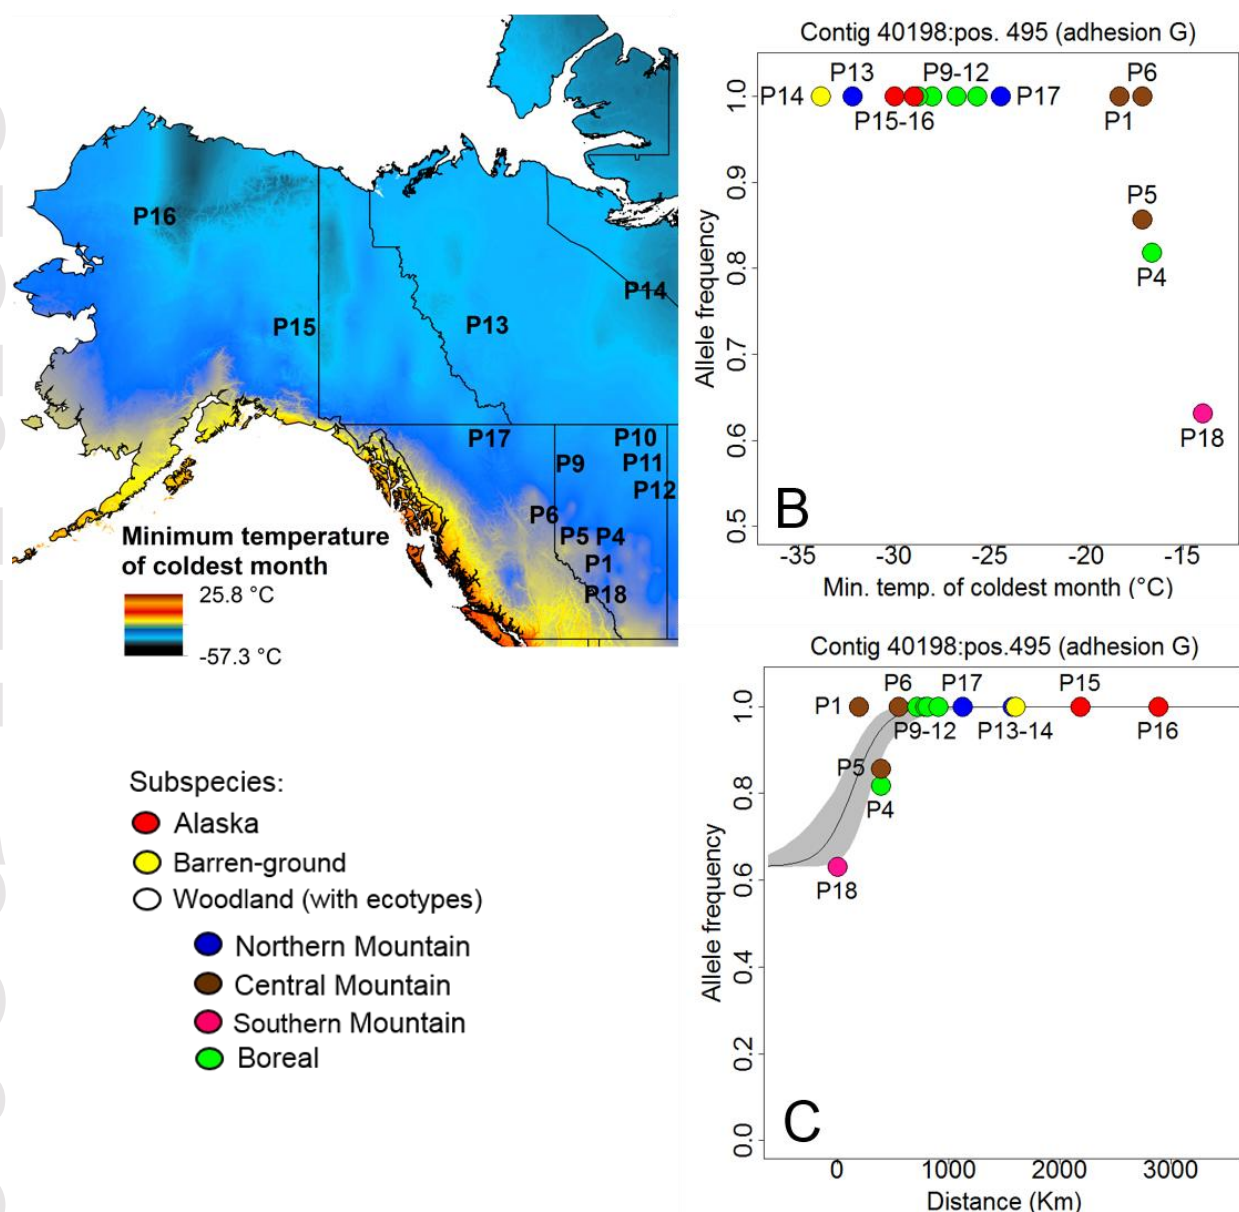 P16
P15
P13
P14
P17
P10
P9
P11
P12
P6
P5 P4
P1
P18
Minimum temperature
of coldest month
25.8 °C
-57.3 °C
Subspecies:
Alaska
Barren-ground
Woodland (with ecotypes)
Northern Mountain
Central Mountain
Southern Mountain
Boreal
Contig 40198:pos. 495 (adhesion G)
Allele frequency
1.0
0.9
0.8
0.7
0.6
0.5
P14
P13
P15-16
P9-12
P17
P6
P1
P5
P4
P18
B
-35 -30 -25 -20 -15
Min. temp. of coldest month (°C)
Contig 40198:pos.495 (adhesion G)
Allele frequency
1.0
0.8
0.6
0.4
0.2
0.0
P1
P6
P17
P15
P9-12
P13-14
P16
P5
P4
P18
C
0 1000 2000 3000
Distance (Km)